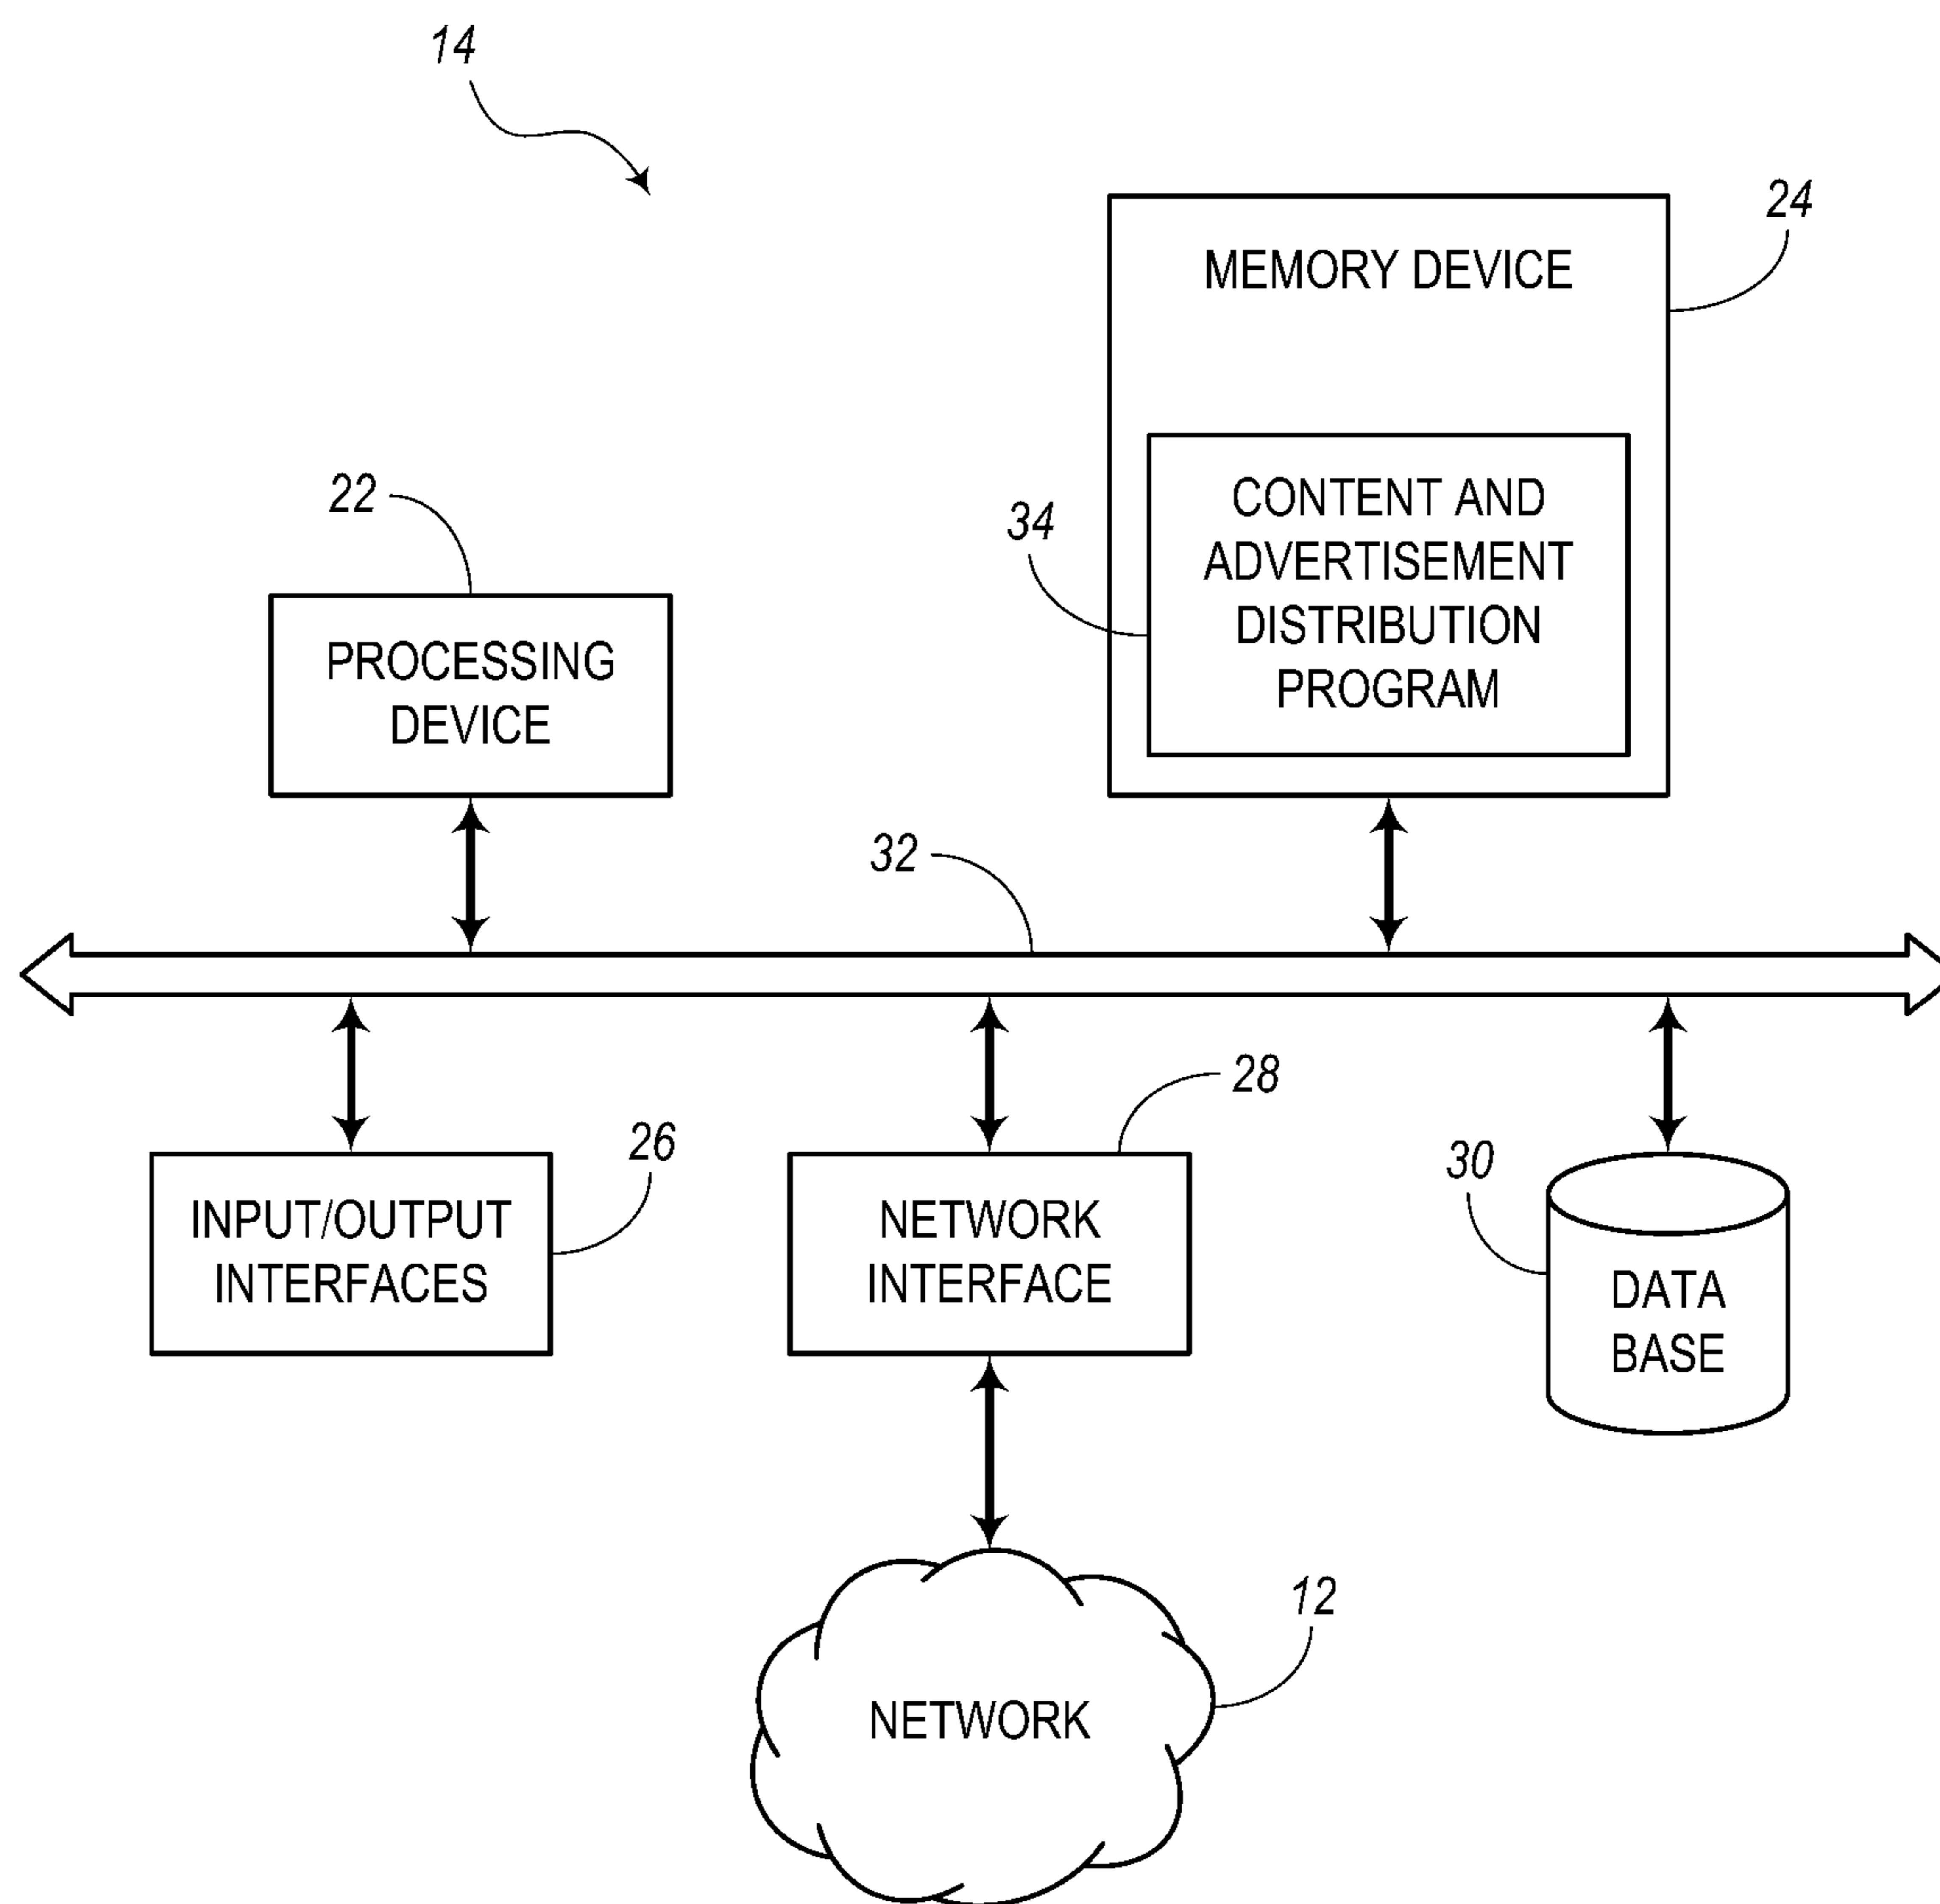 14
24
MEMORY DEVICE
22
34
CONTENT AND
ADVERTISEMENT
DISTRIBUTION
PROGRAM
PROCESSING
DEVICE
32
28
26
30
INPUT/OUTPUT
INTERFACES
NETWORK
INTERFACE
DATA
BASE
12
NETWORK